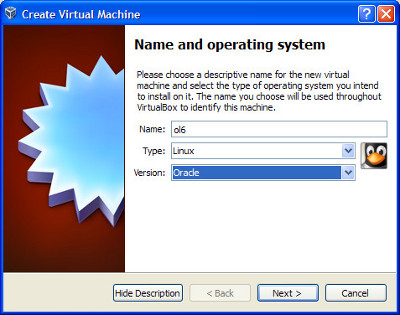 Create Virtual Machine
Name and operating system
Please choose a descriptive name for the new virtual
machine and select the type of operating system you intend
to install on it. The name you choose will be used throughout
VirtualBox to identify this machine.
Name: ol6
Type: Linux
Version: Oracle
Hide Description < Back Next > Cancel